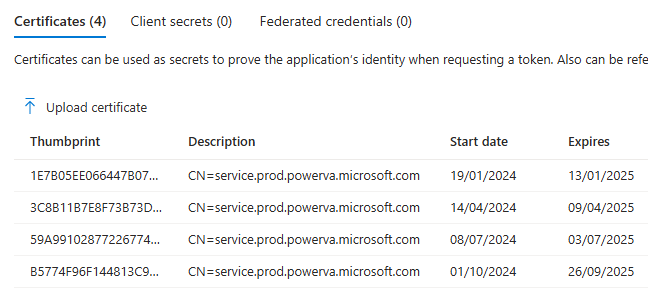 Certificates (4) Client secrets (0) Federated credentials (0)
Certificates can be used as secrets to prove the application's identity when requesting a token. Also can be refe
Upload certificate
Thumbprint Description Start date Expires
1E7B05EE066447B07... CN=service.prod.powerva.microsoft.com 19/01/2024 13/01/2025
3C8B11B7E8F73B73D... CN=service.prod.powerva.microsoft.com 14/04/2024 09/04/2025
59A99102877226774... CN=service.prod.powerva.microsoft.com 08/07/2024 03/07/2025
B5774F96F144813C9... CN=service.prod.powerva.microsoft.com 01/10/2024 26/09/2025